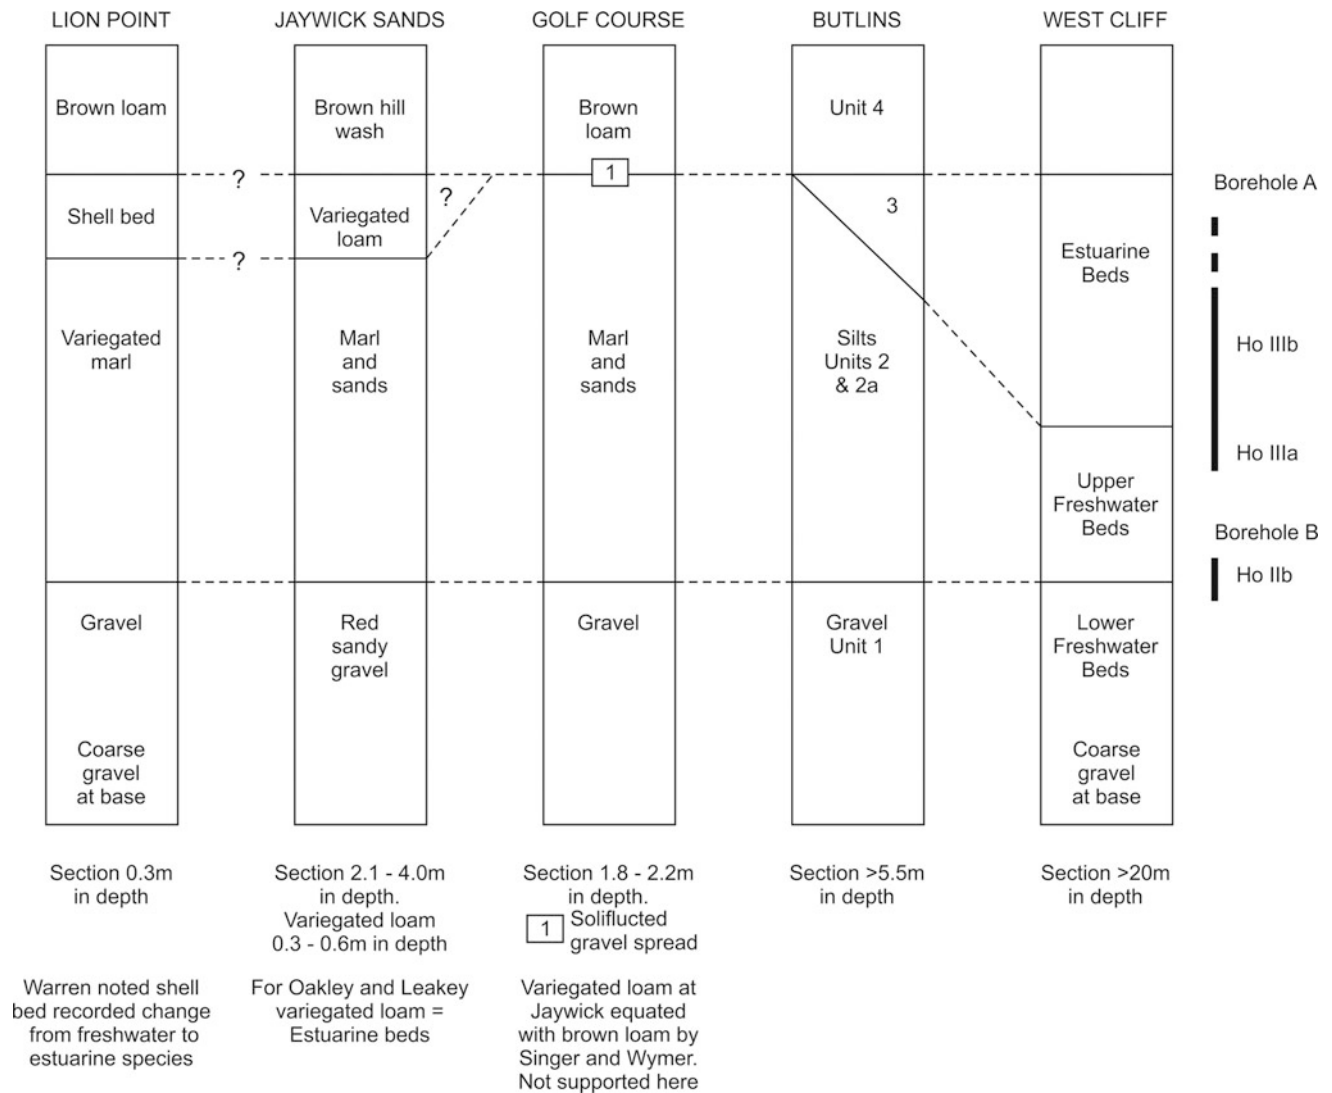 LION POINT
JAYWICK SANDS
GOLF COURSE
BUTLINS
WEST CLIFF
Brown loam
Shell bed
Variegated
marl
Gravel
Coarse
gravel
at base
Section 0.3m
in depth
Warren noted shell
bed recorded change
from freshwater to
estuarine species
?
?
Brown hill
wash
Variegated
loam
Marl
and
sands
Red
sandy
gravel
Section 2.1 - 4.0m
in depth.
Variegated loam
0.3 - 0.6m in depth
For Oakley and Leakey
variegated loam =
Estuarine beds
?
Brown
loam
1
Marl
and
sands
Gravel
Section 1.8 - 2.2m
in depth.
1 Soliflucted
gravel spread
Variegated loam at
Jaywick equated
with brown loam by
Singer and Wymer.
Not supported here
Unit 4
3
Silts
Units 2
& 2a
Gravel
Unit 1
Section >5.5m
in depth
Estuarine
Beds
Upper
Freshwater
Beds
Lower
Freshwater
Beds
Coarse
gravel
at base
Section >20m
in depth
Borehole A
Ho IIIb
Ho IIIa
Borehole B
Ho IIb